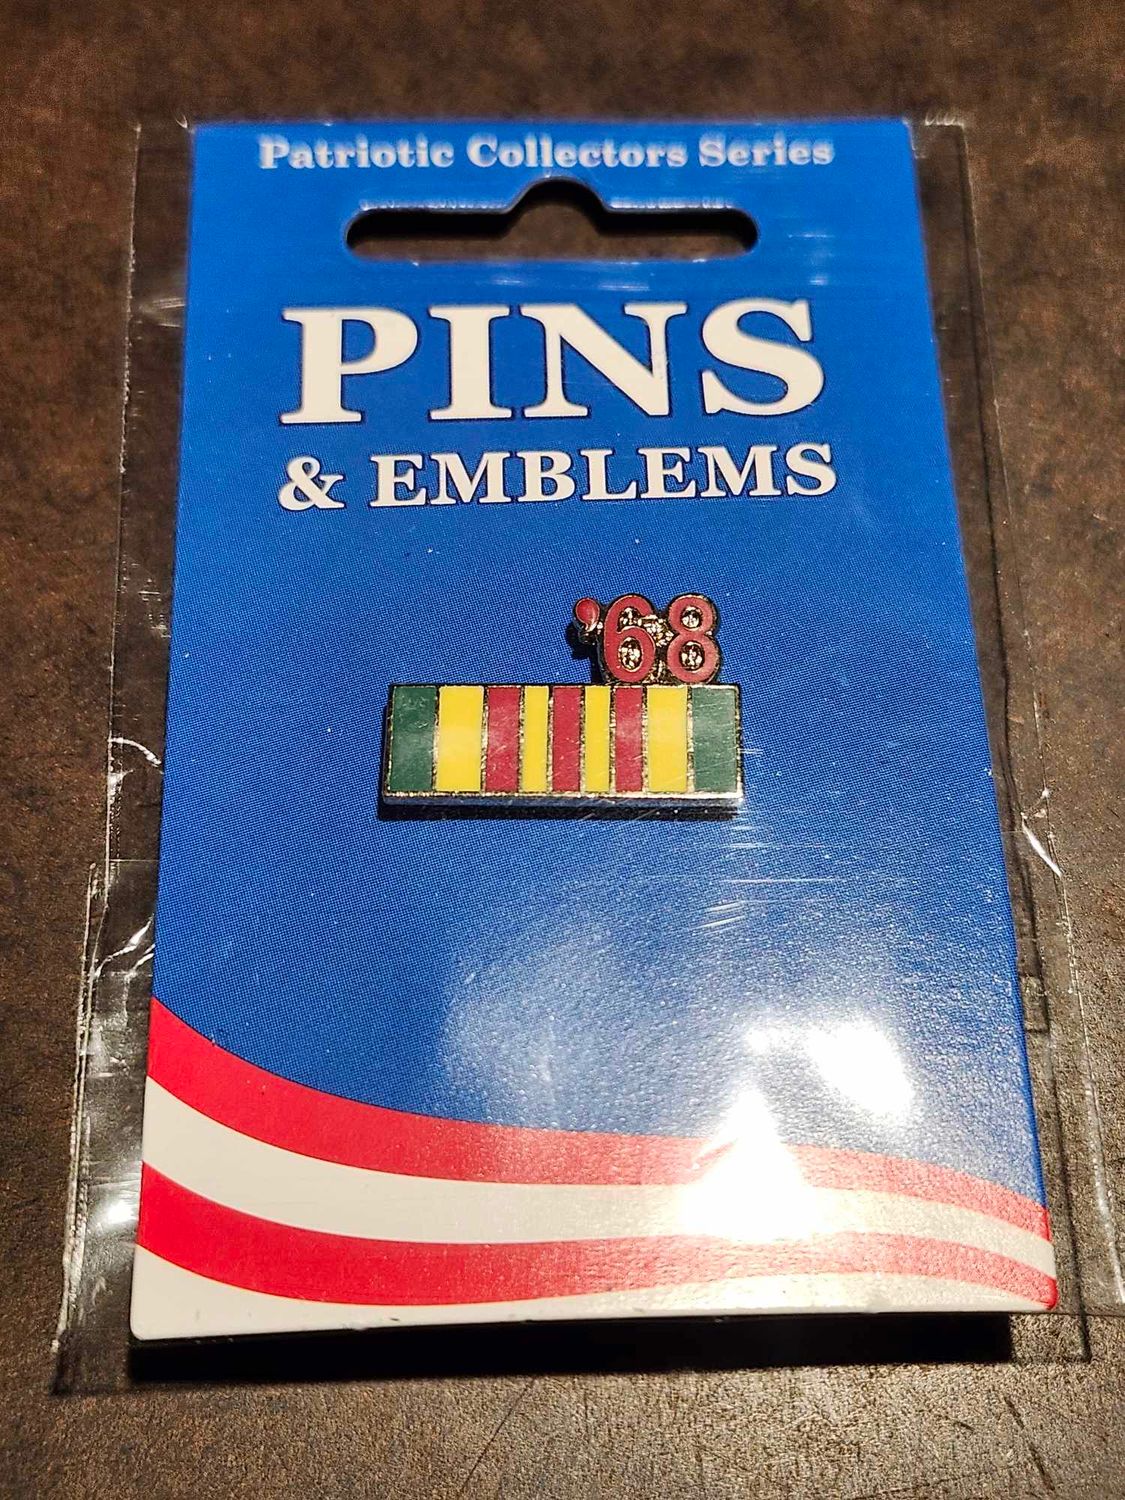 Patriotic Collectors Series
PINS
& EMBLEMS
'68